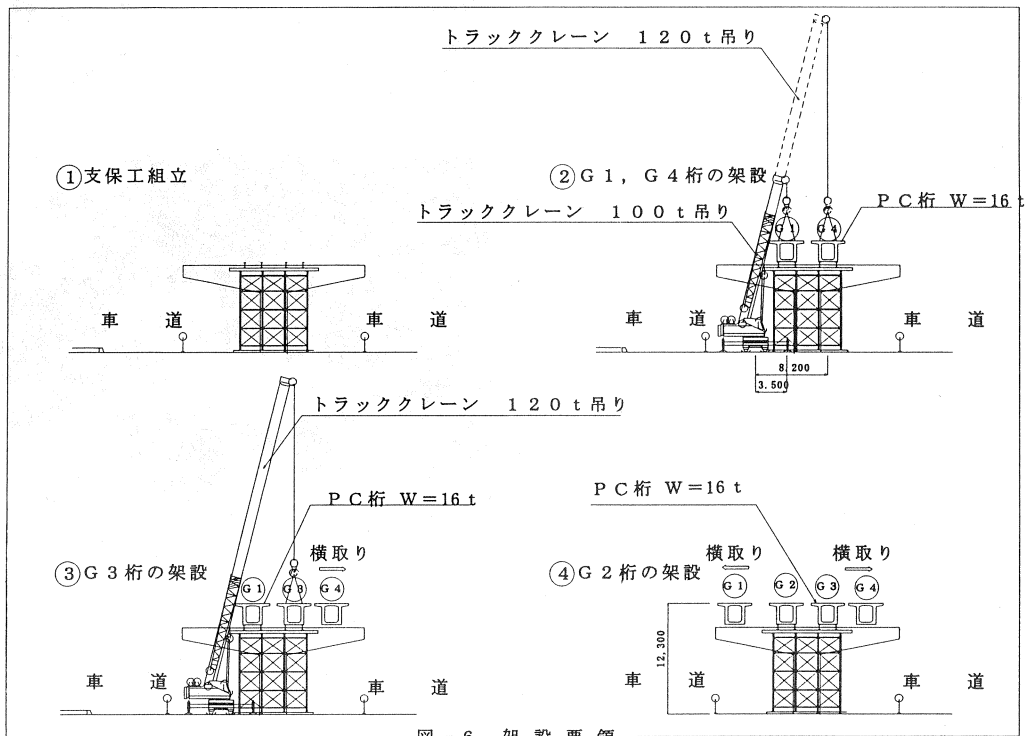 トラッククレーン １２０ｔ吊り
①支保工組立
②Ｇ１，Ｇ４桁の架設
ＰＣ桁 Ｗ＝16ｔ
トラッククレーン １００ｔ吊り
Ｇ１
Ｇ４
車 道
車 道
車 道
車 道
8.200
3.500
トラッククレーン １２０ｔ吊り
ＰＣ桁 Ｗ＝16ｔ
ＰＣ桁 Ｗ＝16ｔ
③Ｇ３桁の架設
横取り
Ｇ１
Ｇ３
Ｇ４
④Ｇ２桁の架設
横取り
横取り
Ｇ１
Ｇ２
Ｇ３
Ｇ４
12,300
車 道
車 道
車 道
車 道
図－６ 架設要領